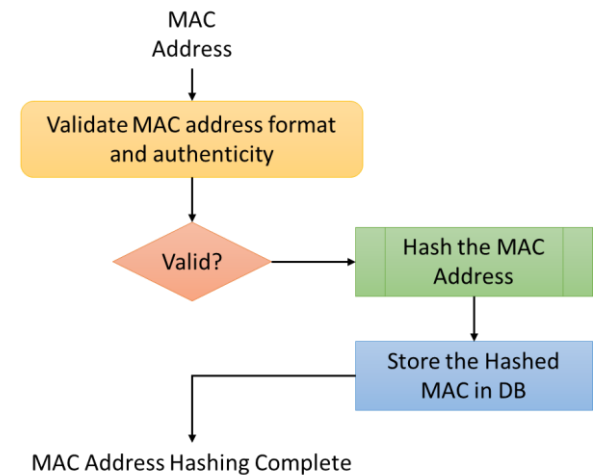 MAC
Address
Validate MAC address format
and authenticity
Valid?
Hash the MAC
Address
Store the Hashed
MAC in DB
MAC Address Hashing Complete